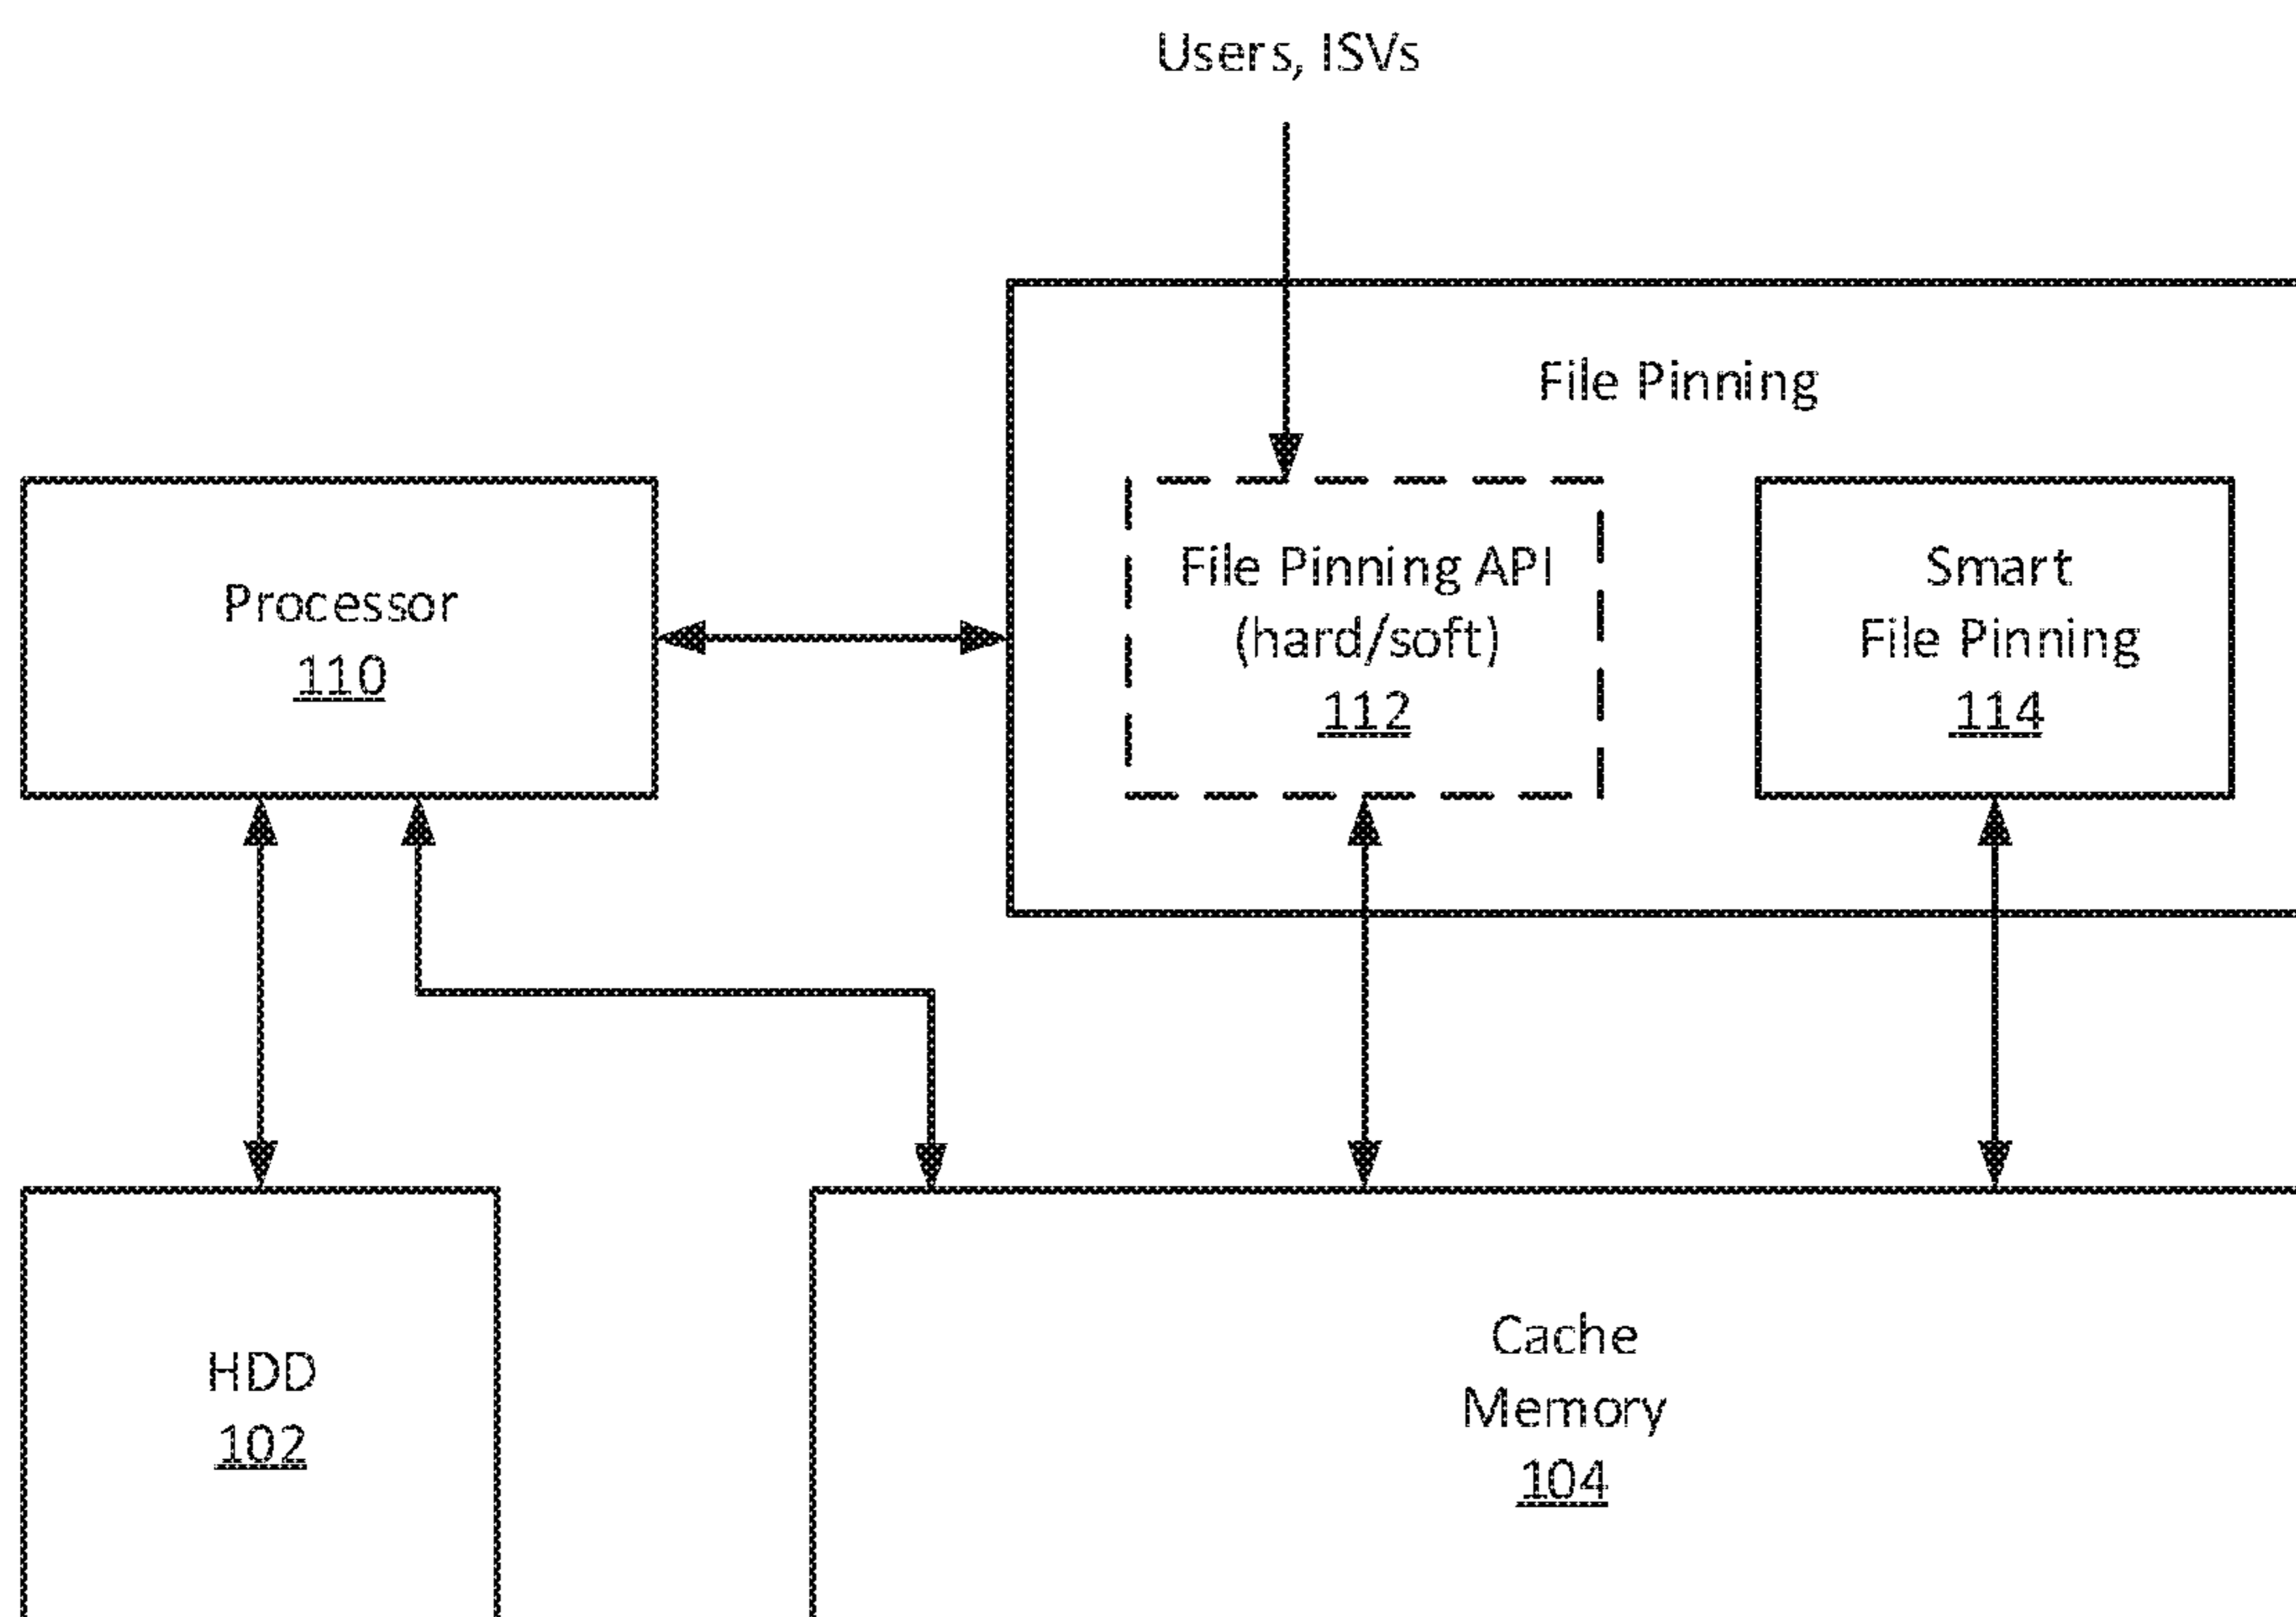 Users, ISVs
File Pinning
Processor
110
File Pinning API
(hard/soft)
112
Smart
File Pinning
114
HDD
102
Cache
Memory
104